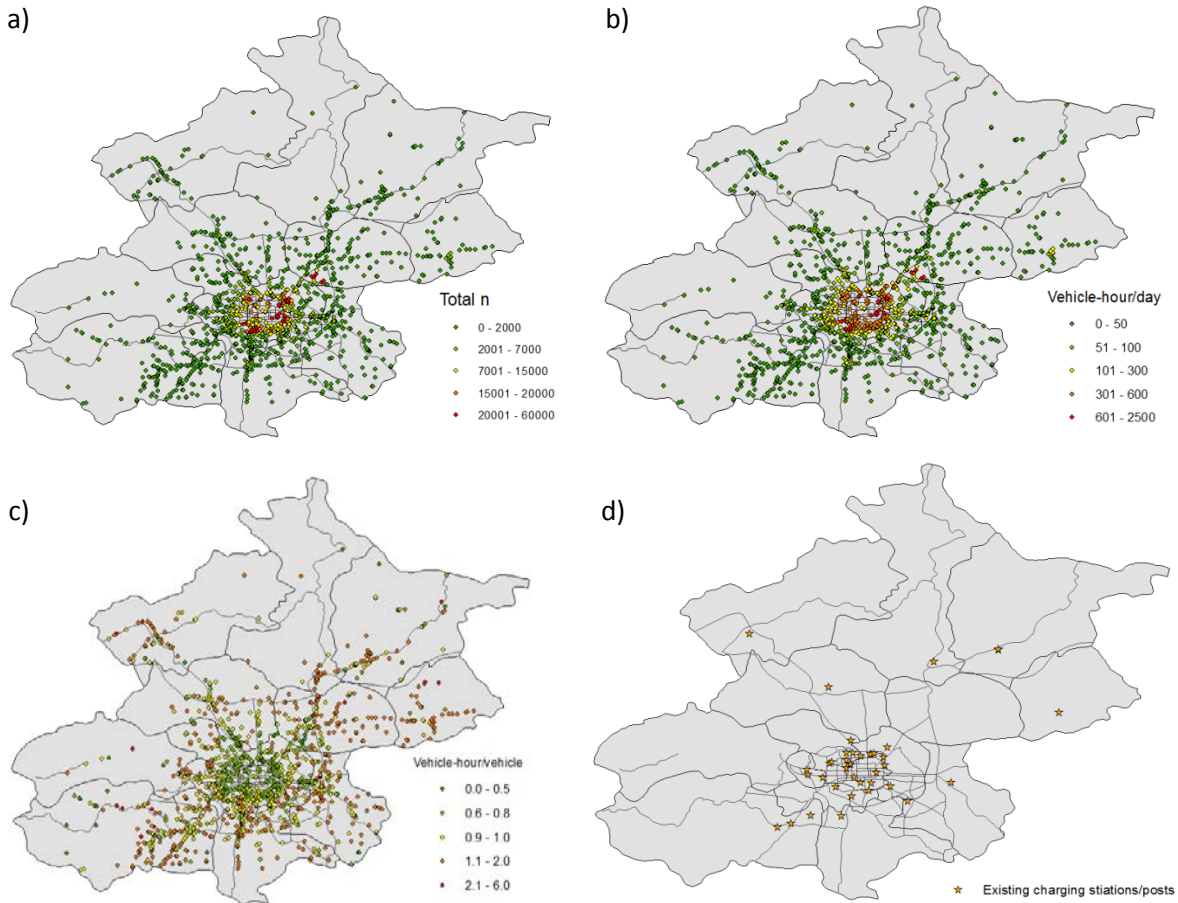 a)
Total n
0 - 2000
2001 - 7000
7001 - 15000
15001 - 20000
20001 - 60000
b)
Vehicle-hour/day
0 - 50
51 - 100
101 - 300
301 - 600
601 - 2500
c)
Vehicle-hour/vehicle
0.0 - 0.5
0.6 - 0.8
0.9 - 1.0
1.1 - 2.0
2.1 - 6.0
d)
Existing charging stiations/posts